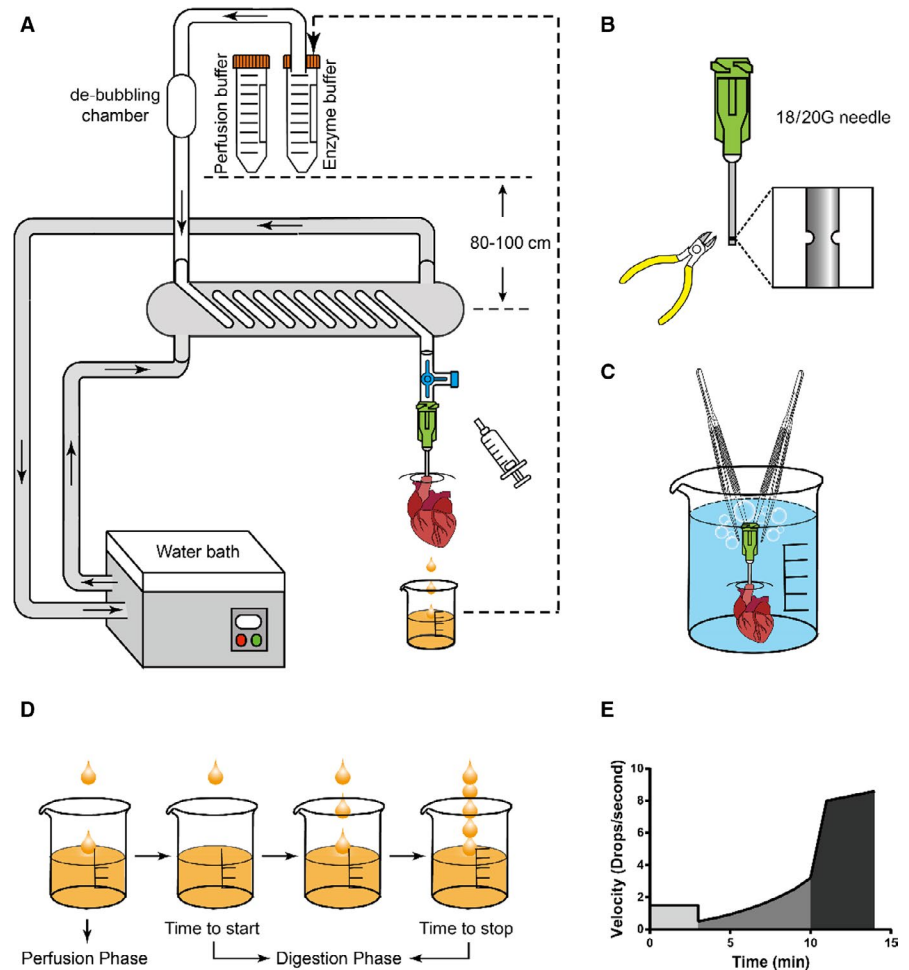 A
de-bubbling
chamber
Perfusion buffer
Enzyme buffer
80-100 cm
Water bath
B
18/20G needle
C
D
Perfusion Phase
Time to start
Digestion Phase
Time to stop
E
Velocity (Drops/second)
10
8
6
4
2
0
0
5
10
15
Time (min)